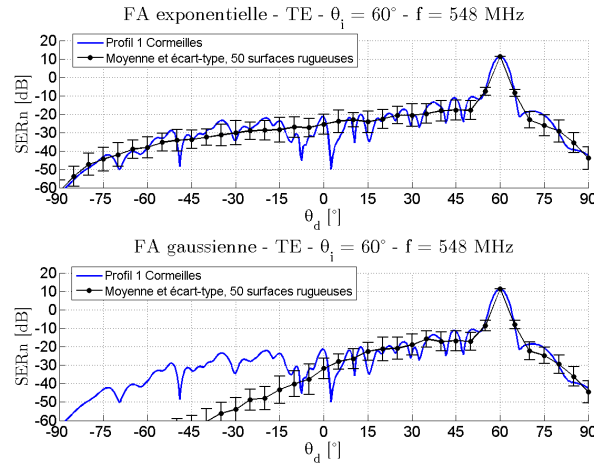 FA exponentielle - TE - θi = 60° - f = 548 MHz
Profil 1 Cormeilles
Moyenne et écart-type, 50 surfaces rugueuses
SERn [dB]
20
10
0
-10
-20
-30
-40
-50
-60
-90 -75 -60 -45 -30 -15 0 15 30 45 60 75 90
θd [°]
FA gaussienne - TE - θi = 60° - f = 548 MHz
Profil 1 Cormeilles
Moyenne et écart-type, 50 surfaces rugueuses
SERn [dB]
20
10
0
-10
-20
-30
-40
-50
-60
-90 -75 -60 -45 -30 -15 0 15 30 45 60 75 90
θd [°]